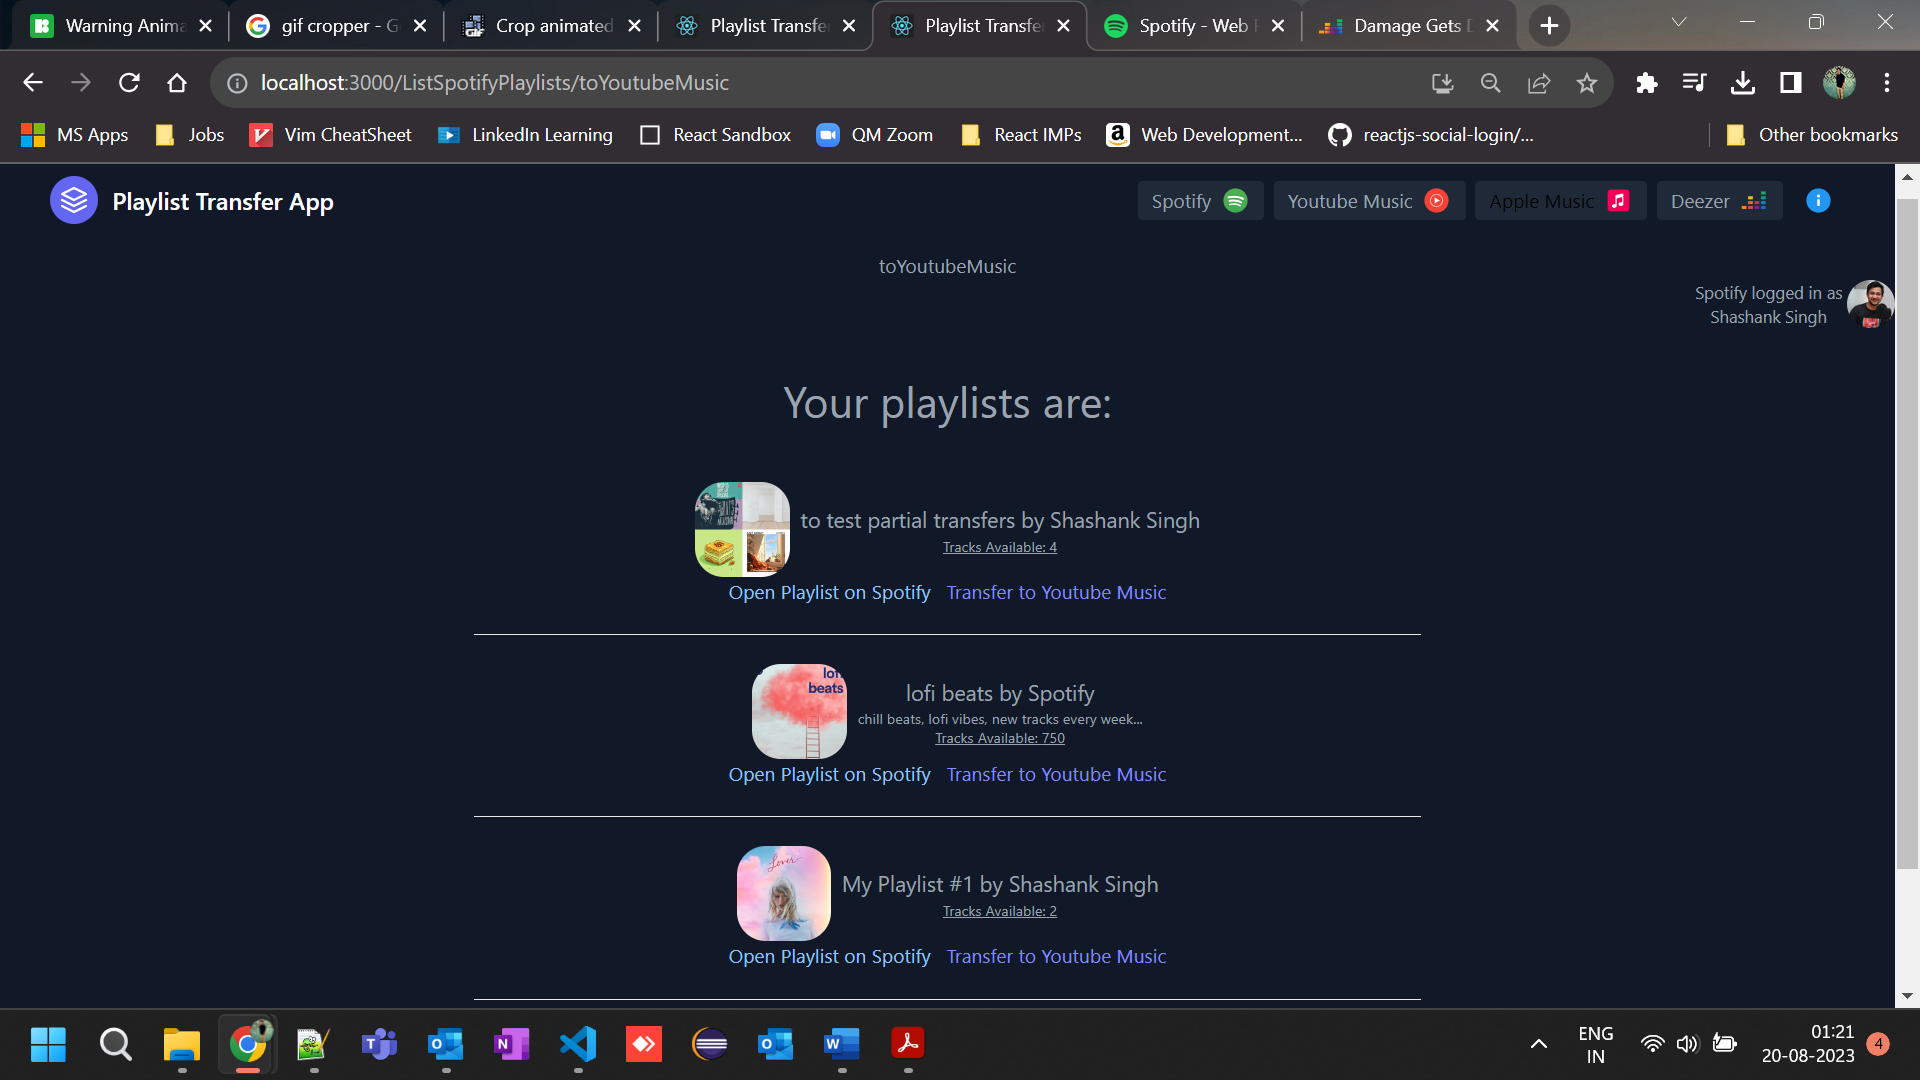 Warning Anima
gif cropper - G
Crop animated
Playlist Transfer
Playlist Transfer
Spotify - Web
Damage Gets D
localhost:3000/ListSpotifyPlaylists/toYoutubeMusic
MS Apps
Jobs
Vim CheatSheet
LinkedIn Learning
React Sandbox
QM Zoom
React IMPs
Web Development...
reactjs-social-login/...
Other bookmarks
Playlist Transfer App
Spotify
Youtube Music
Apple Music
Deezer
toYoutubeMusic
Spotify logged in as
Shashank Singh
Your playlists are:
to test partial transfers by Shashank Singh
Tracks Available: 4
Open Playlist on Spotify Transfer to Youtube Music
lofi
beats
lofi beats by Spotify
chill beats, lofi vibes, new tracks every week...
Tracks Available: 750
Open Playlist on Spotify Transfer to Youtube Music
Lover
My Playlist #1 by Shashank Singh
Tracks Available: 2
Open Playlist on Spotify Transfer to Youtube Music
ENG
IN
01:21
20-08-2023
4